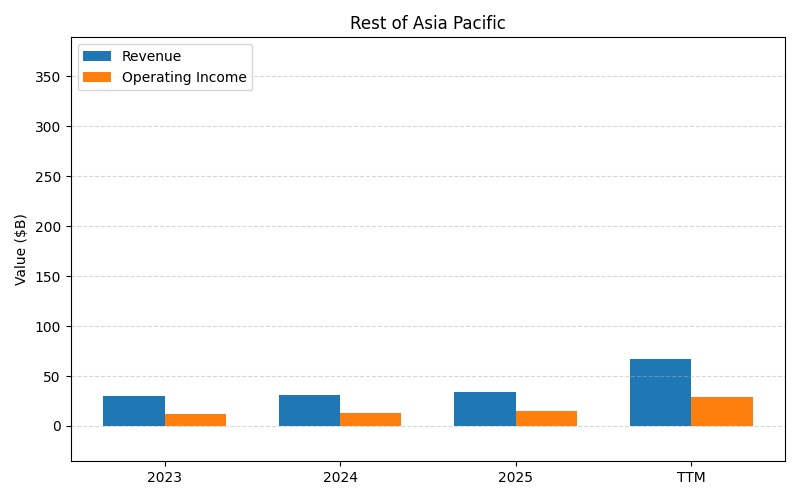 Rest of Asia Pacific
Revenue
Operating Income
Value ($B)
350
300
250
200
150
100
50
0
2023 2024 2025 TTM